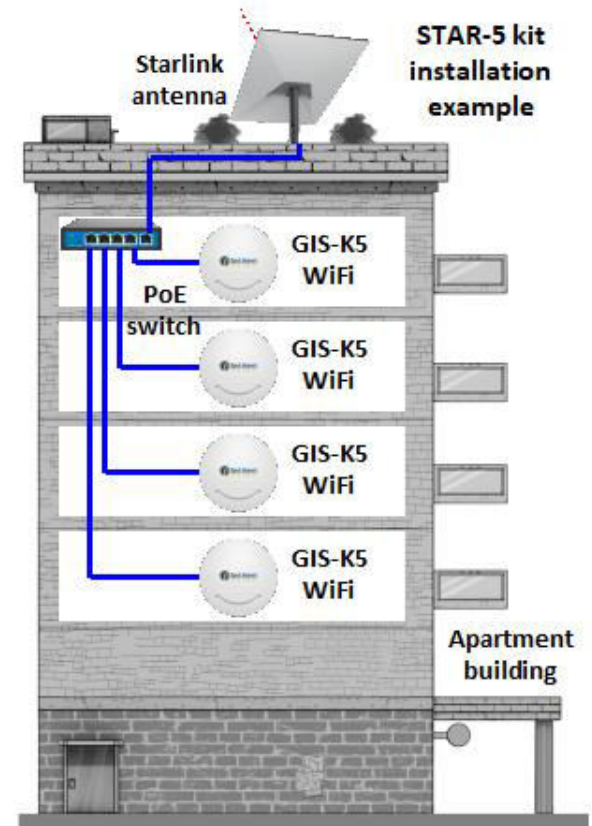 STAR-5 kit
installation
example
Starlink
antenna
GIS-K5
WiFi
PoE
switch
GIS-K5
WiFi
GIS-K5
WiFi
GIS-K5
WiFi
Apartment
building